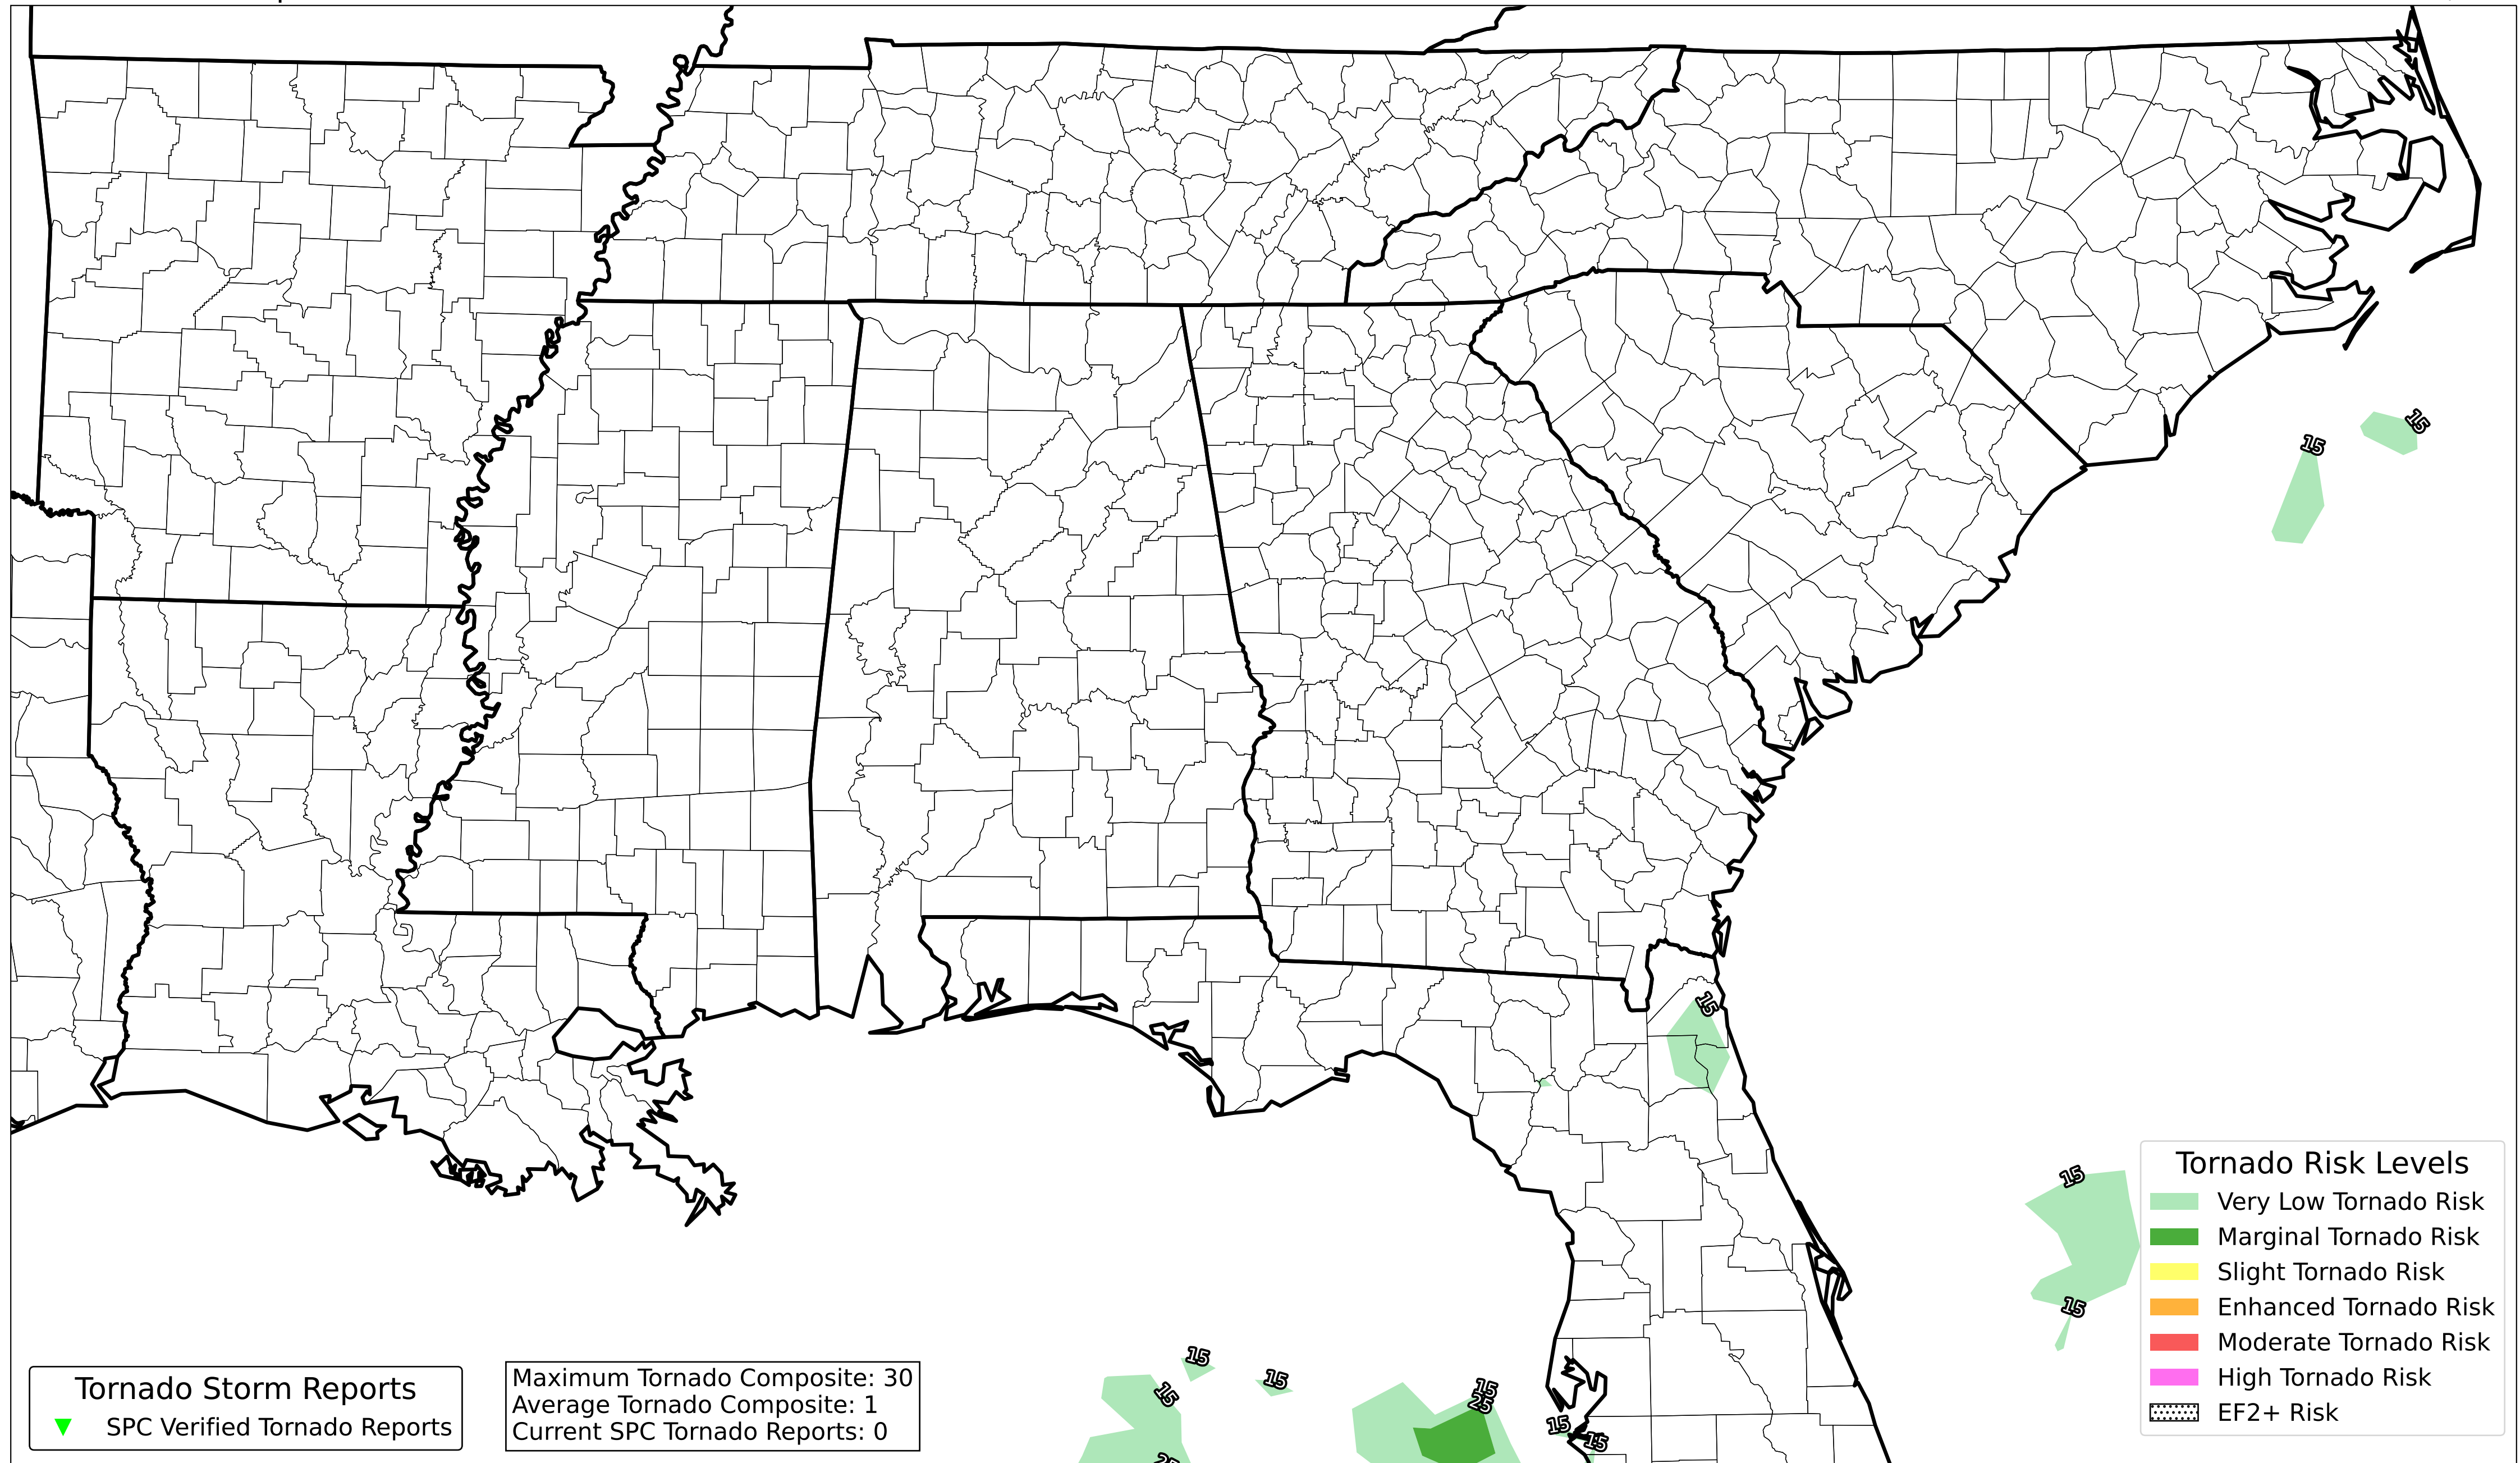 15
15
15
15
15
15
15
15
15
25
15
15
Tornado Risk Levels
Very Low Tornado Risk
Marginal Tornado Risk
Slight Tornado Risk
Enhanced Tornado Risk
Moderate Tornado Risk
High Tornado Risk
EF2+ Risk
Tornado Storm Reports
SPC Verified Tornado Reports
Maximum Tornado Composite: 30
Average Tornado Composite: 1
Current SPC Tornado Reports: 0